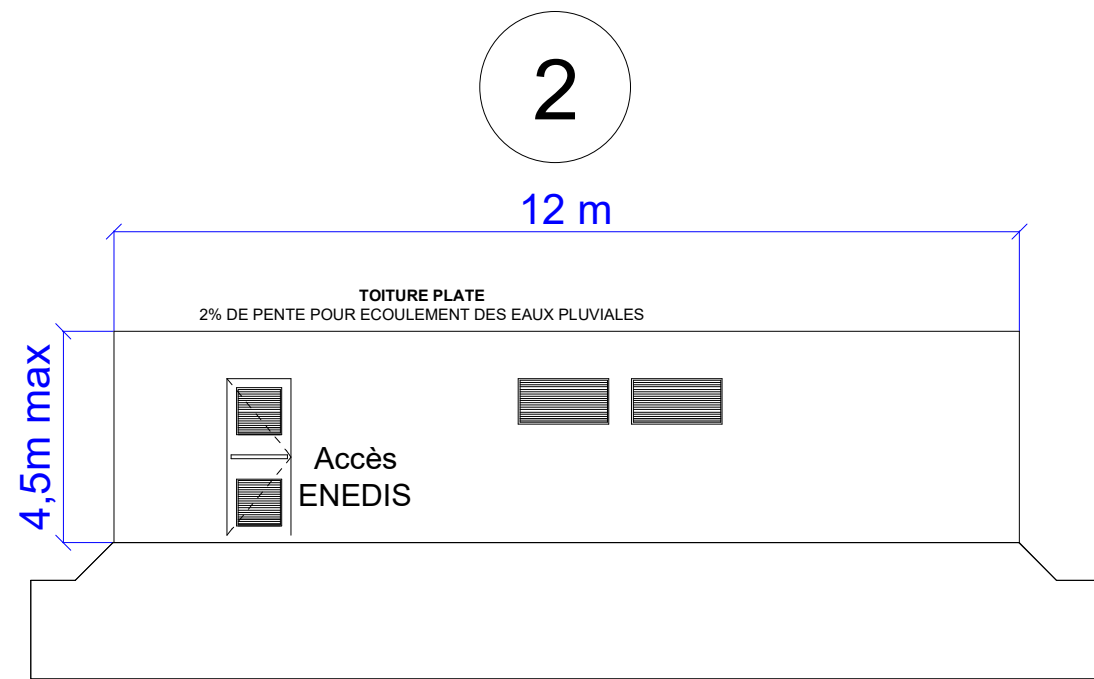 2
12 m
TOITURE PLATE
2% DE PENTE POUR ECOULEMENT DES EAUX PLUVIALES
4,5m max
Accès
ENEDIS